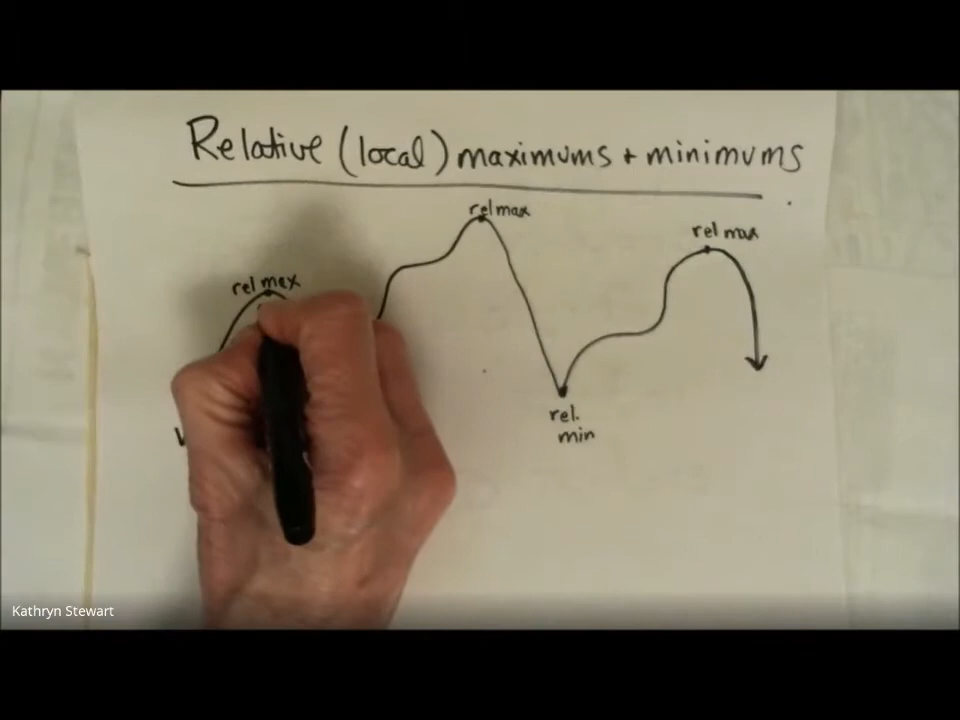 Relative (local) maximums + minimums
rel max
rel max
rel max
rel.
min
Kathryn Stewart